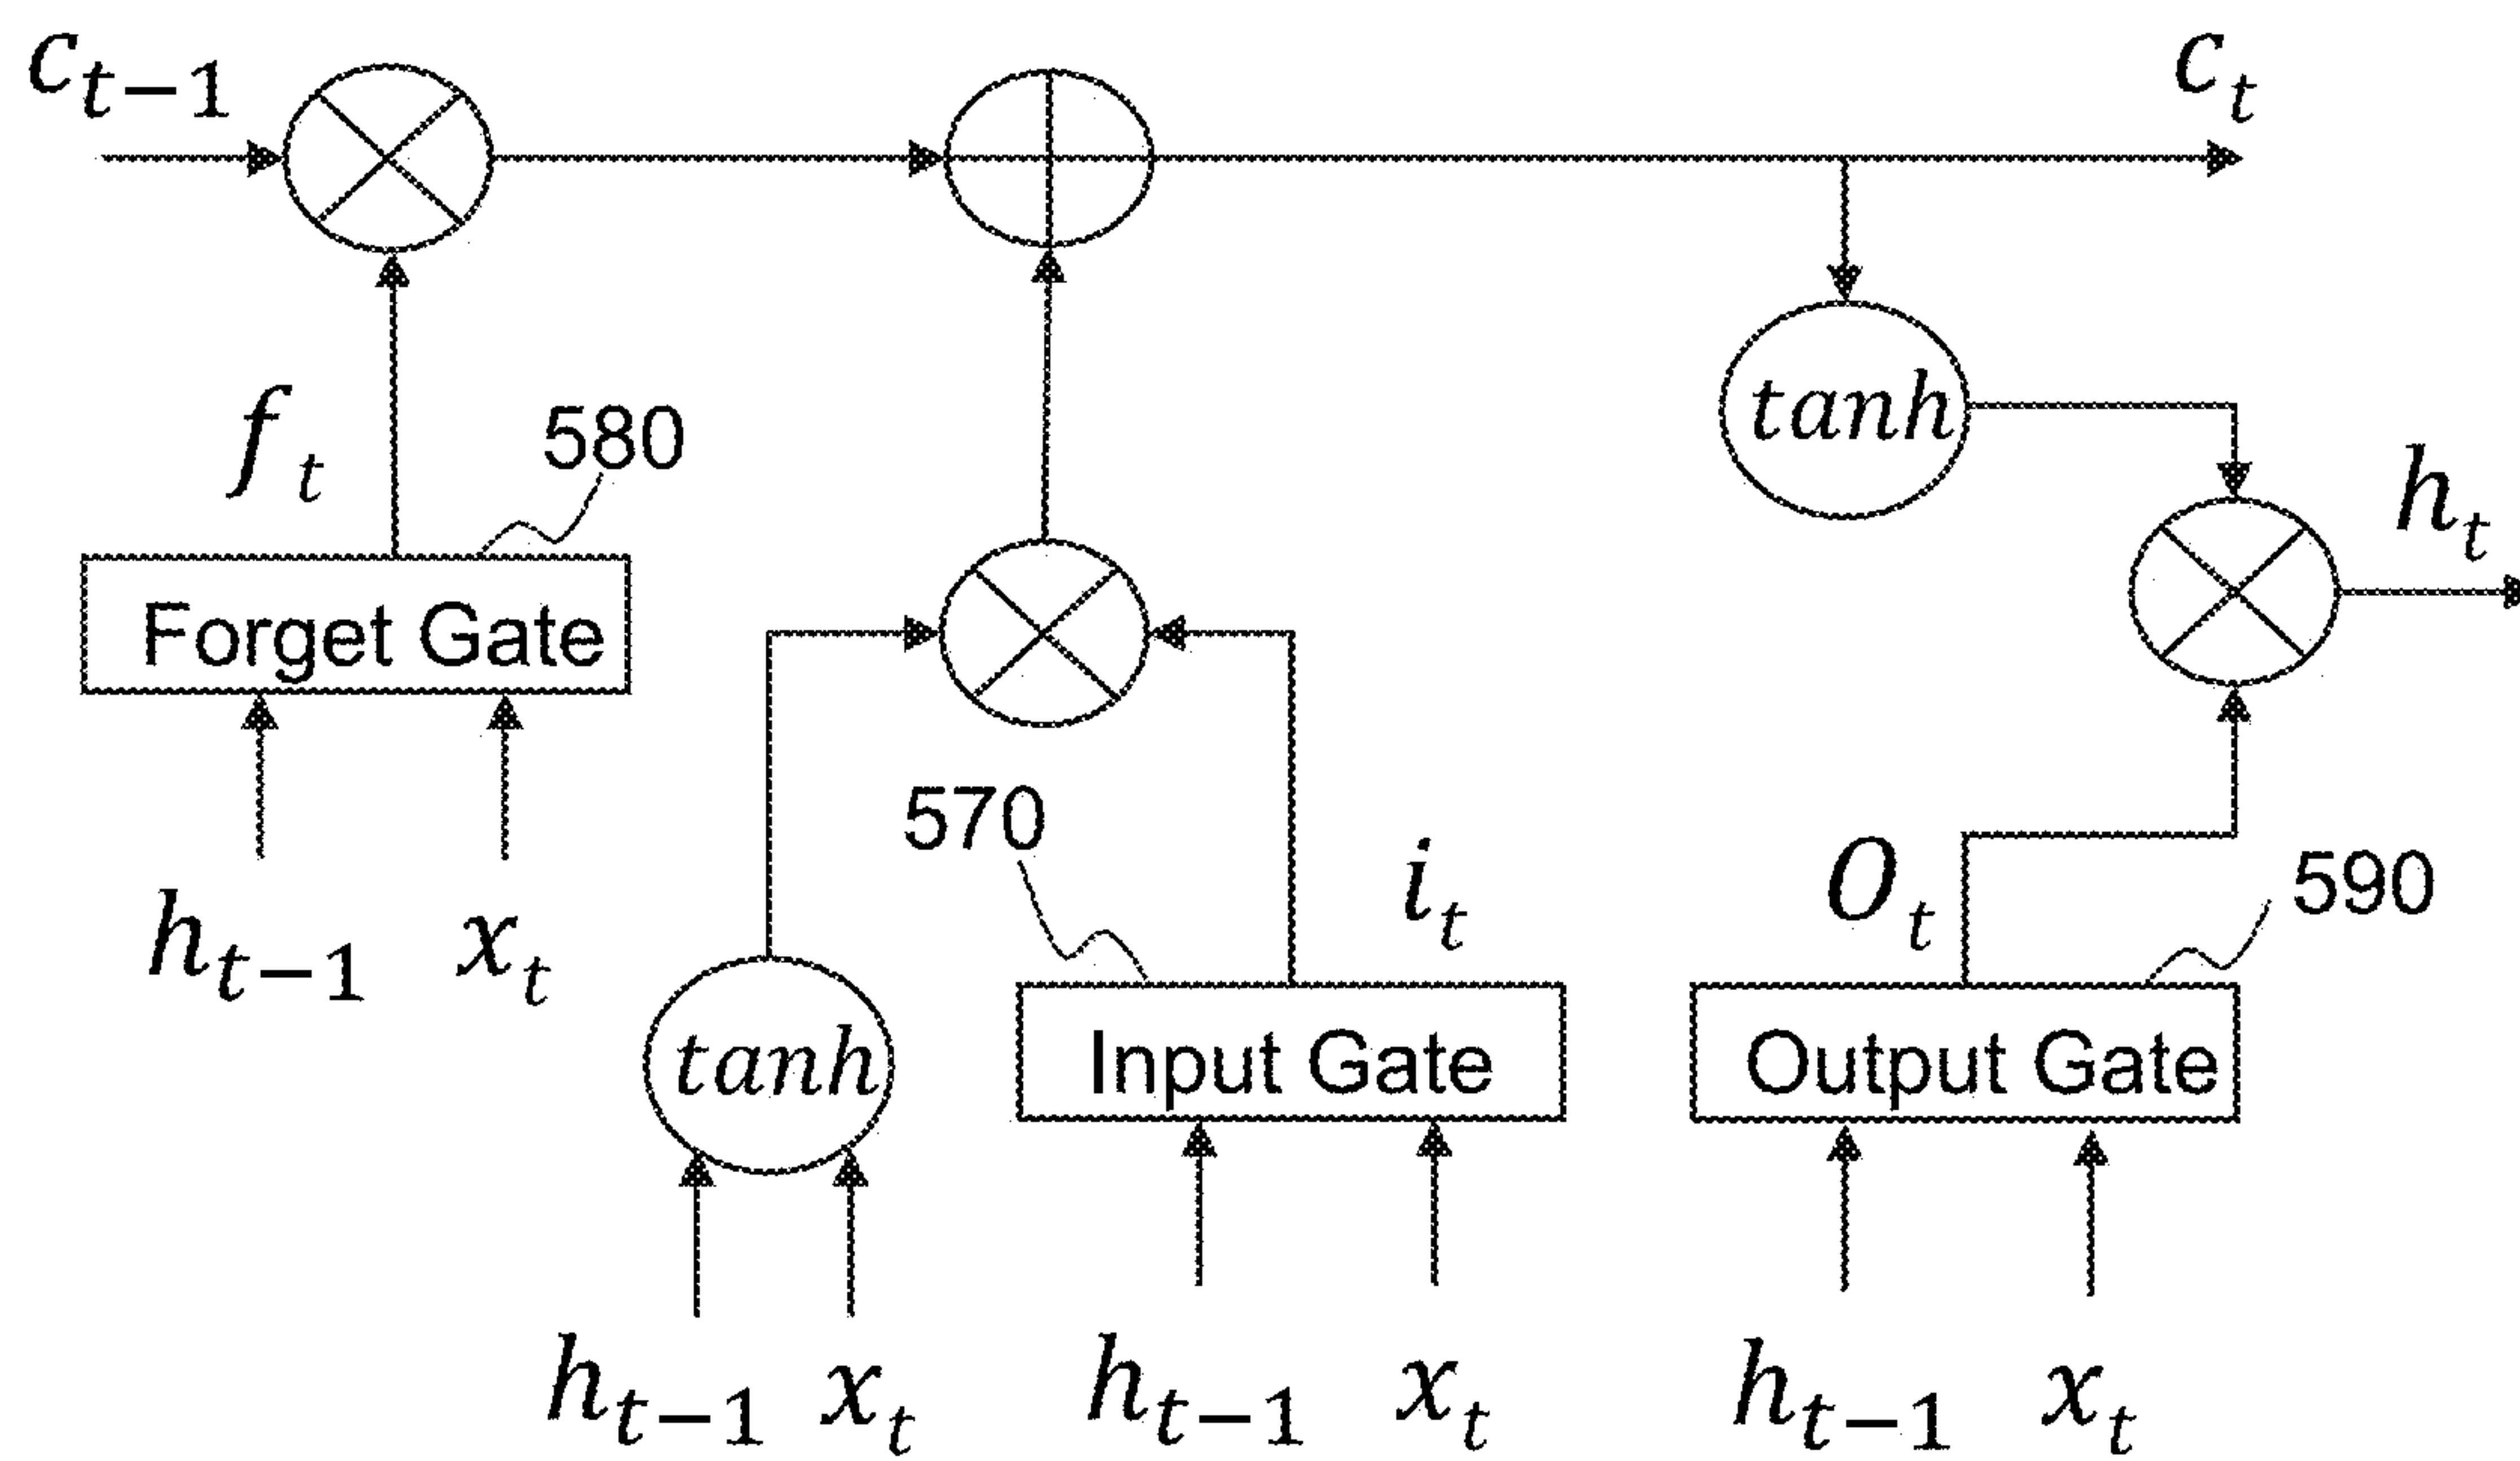 c_{t-1}
c_t
f_t
580
tanh
h_t
Forget Gate
570
i_t
O_t
590
h_{t-1} x_t
tanh
Input Gate
Output Gate
h_{t-1} x_t h_{t-1} x_t h_{t-1} x_t